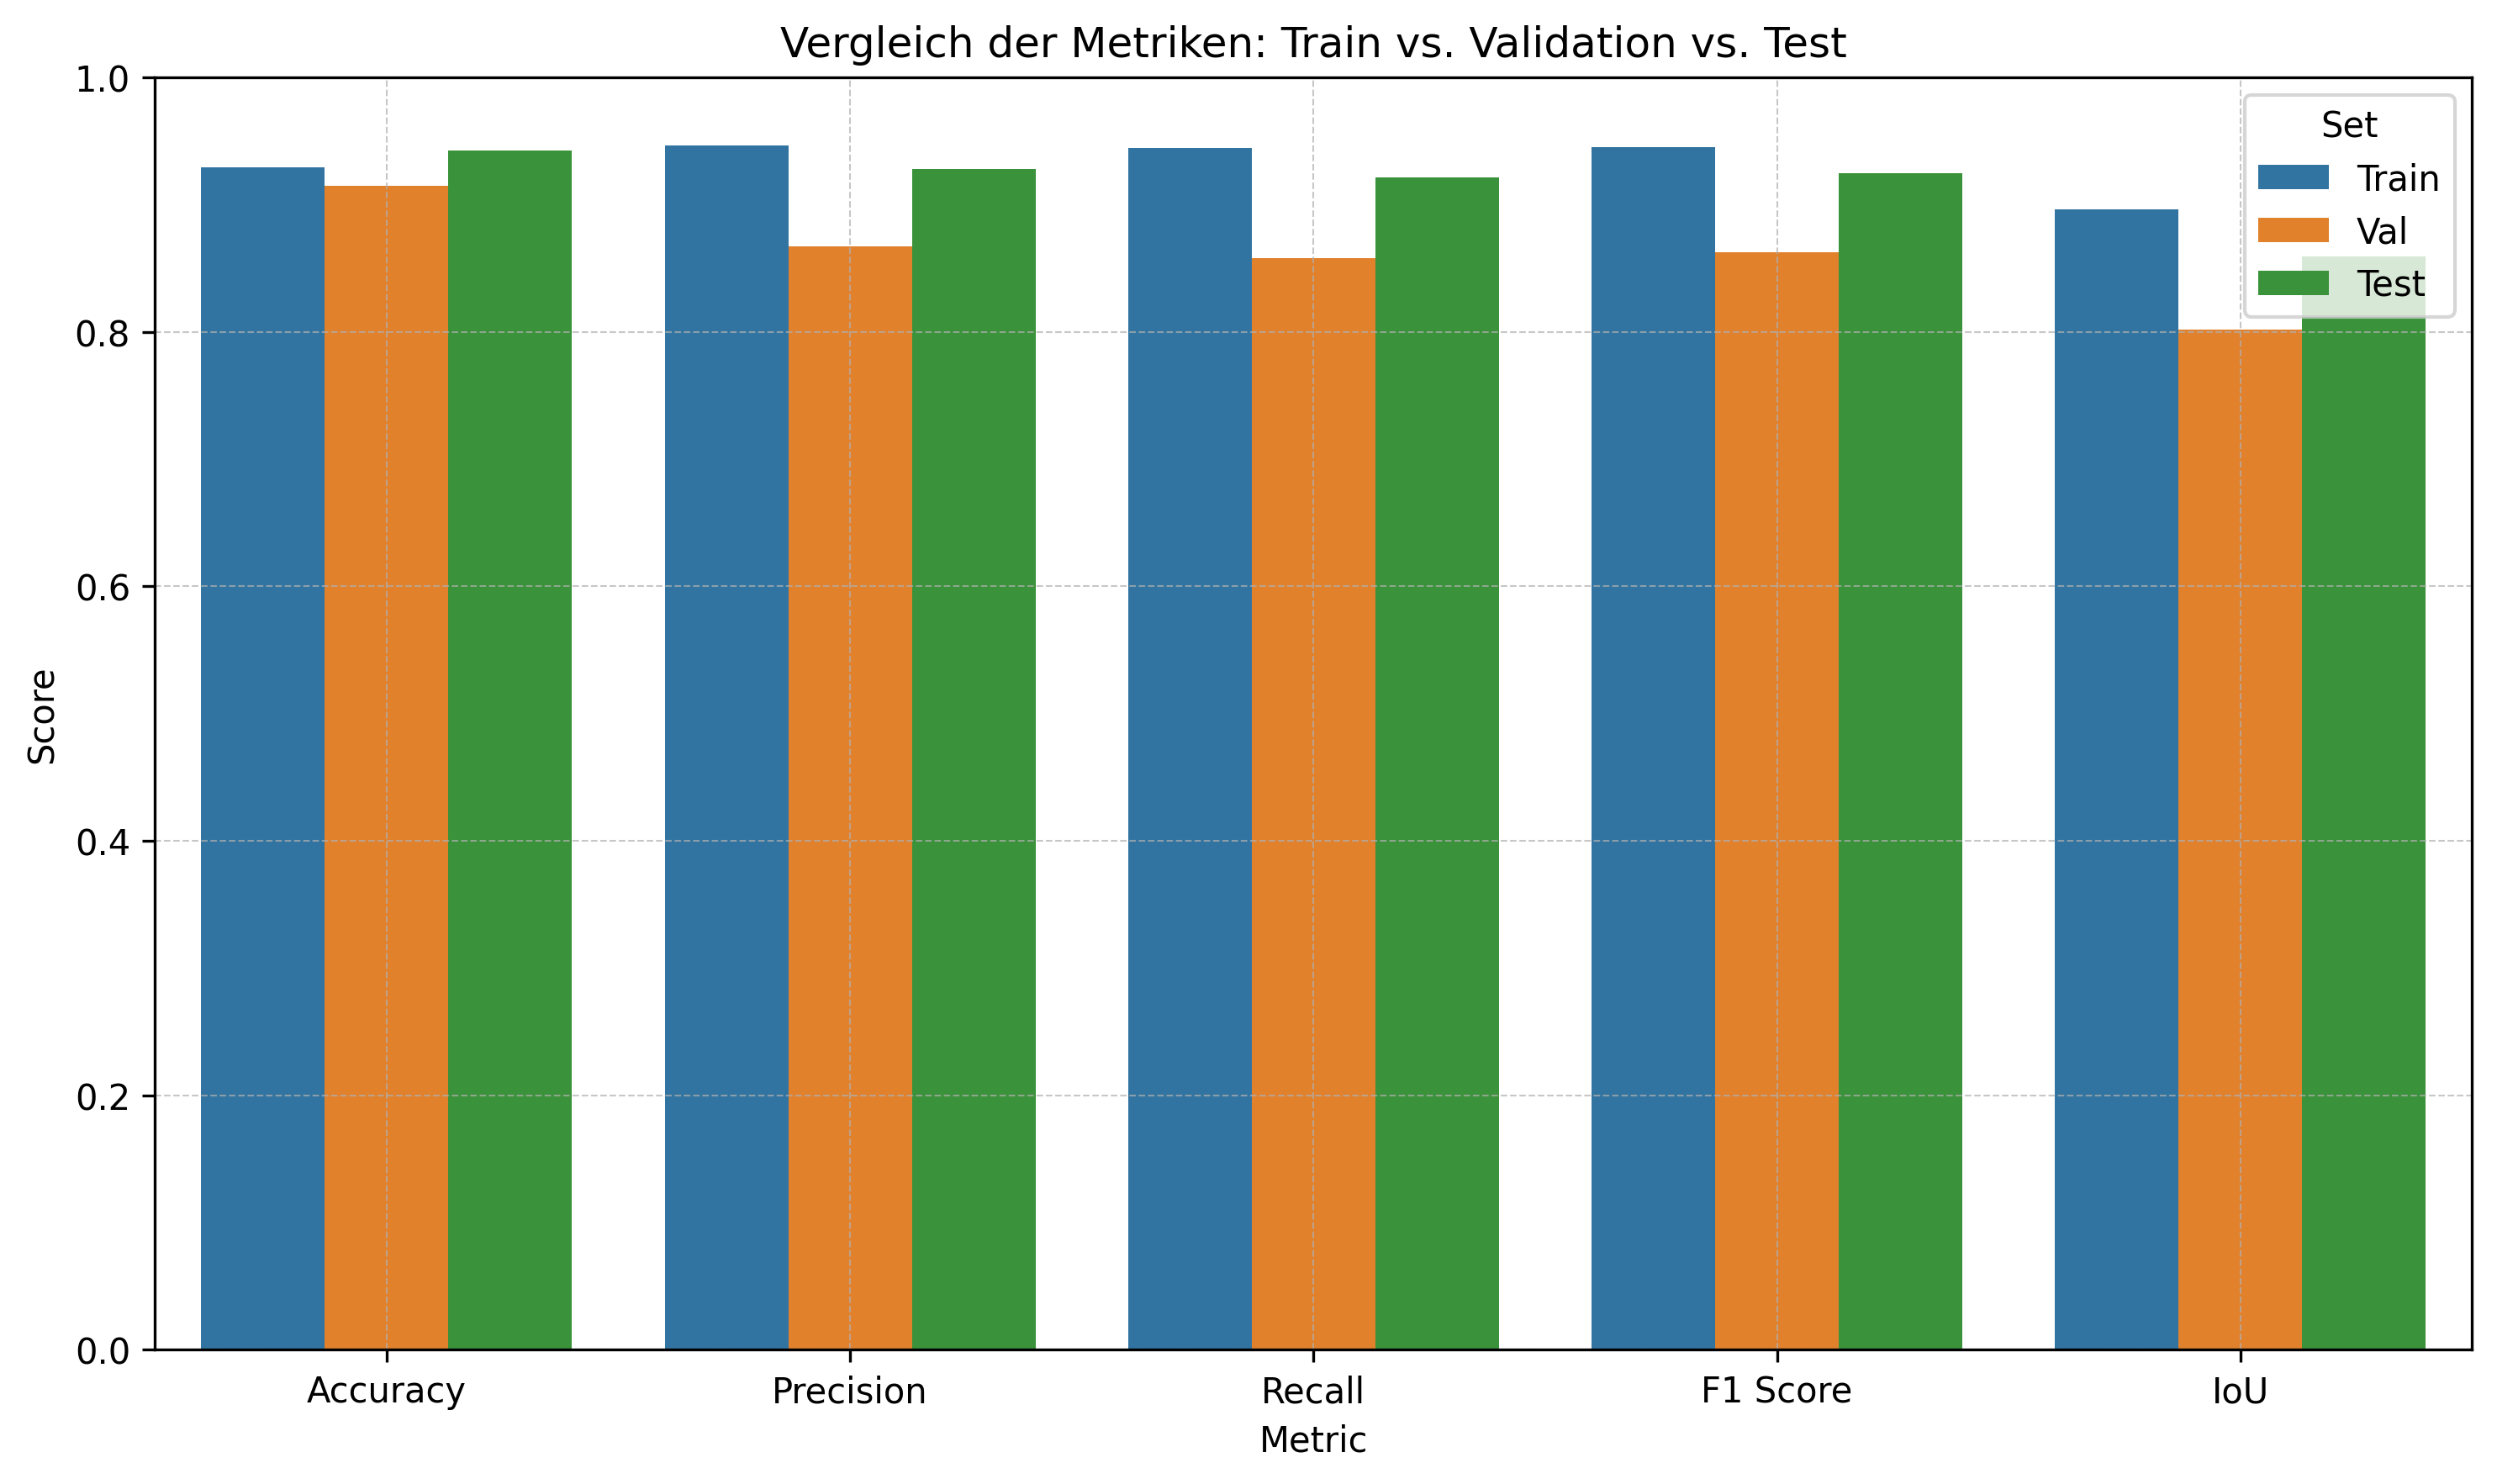 Vergleich der Metriken: Train vs. Validation vs. Test
1.0
0.8
0.6
0.4
0.2
0.0
Score
Set
Train
Val
Test
Accuracy
Precision
Recall
F1 Score
IoU
Metric